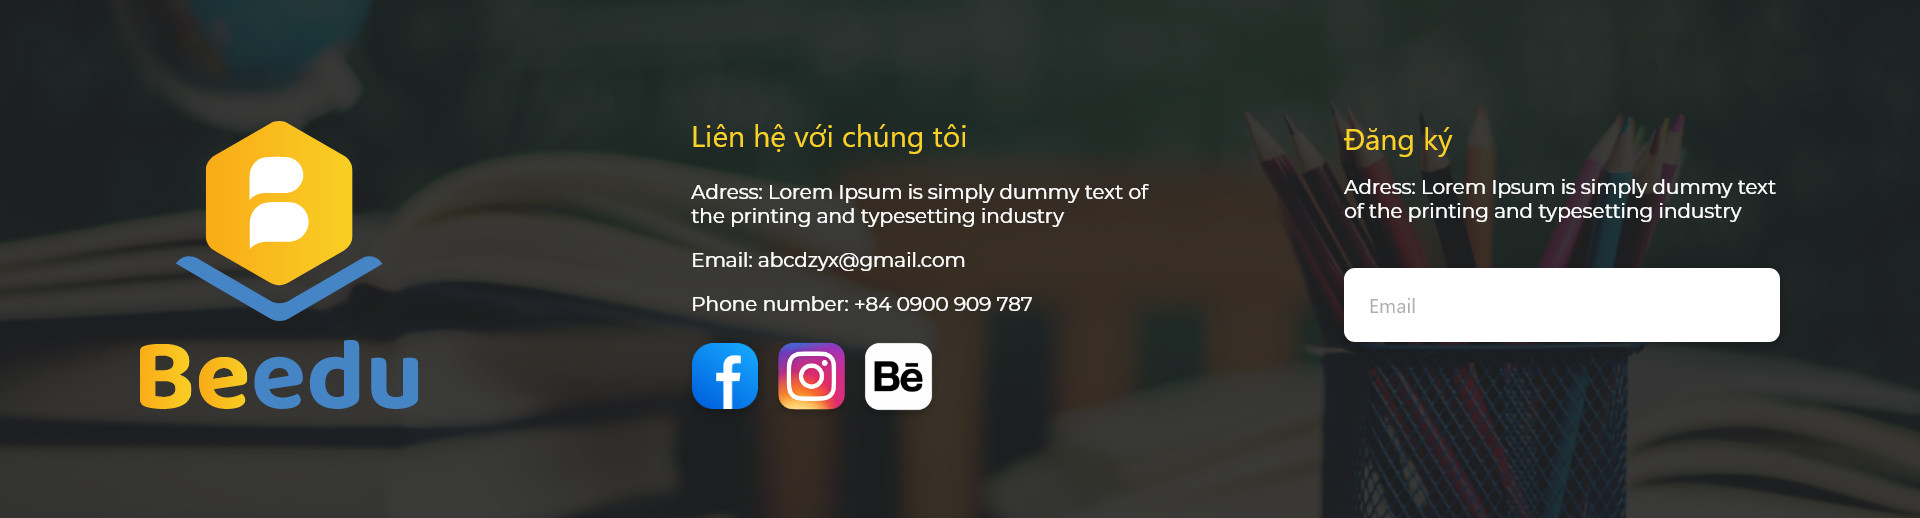 Beedu
Liên hệ với chúng tôi
Adress: Lorem Ipsum is simply dummy text of
the printing and typesetting industry
Email: abcdzyx@gmail.com
Phone number: +84 0900 909 787
Bē
Đăng ký
Adress: Lorem Ipsum is simply dummy text
of the printing and typesetting industry
Email